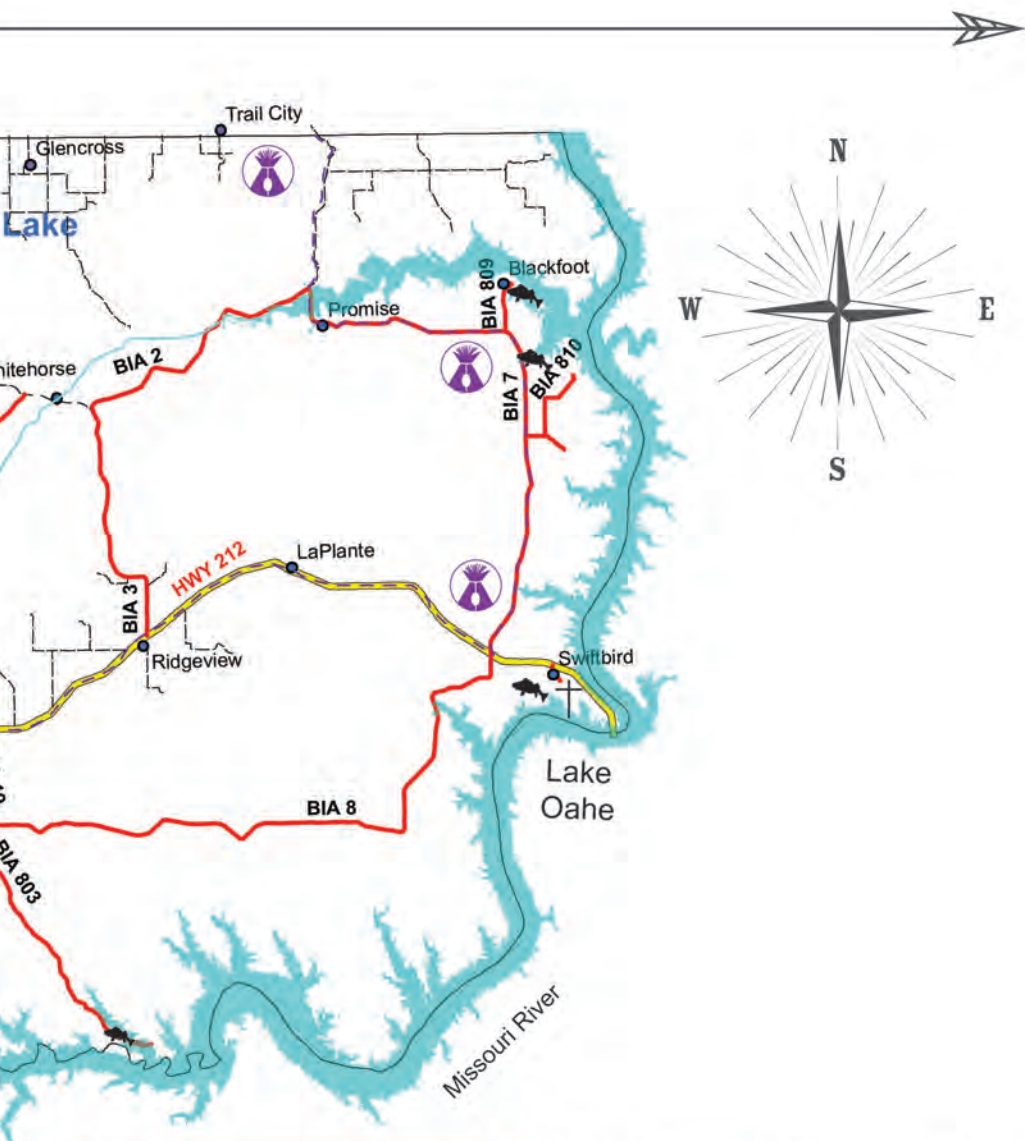 Trail City
Glencross
N
Lake
BIA 809
Blackfoot
Promise
W
E
BIA 2
BIA 810
hitehorse
BIA 7
S
HWY 212
LaPlante
BIA 3
Ridgeview
Swiftbird
Lake
Oahe
BIA 8
BIA 803
Missouri River